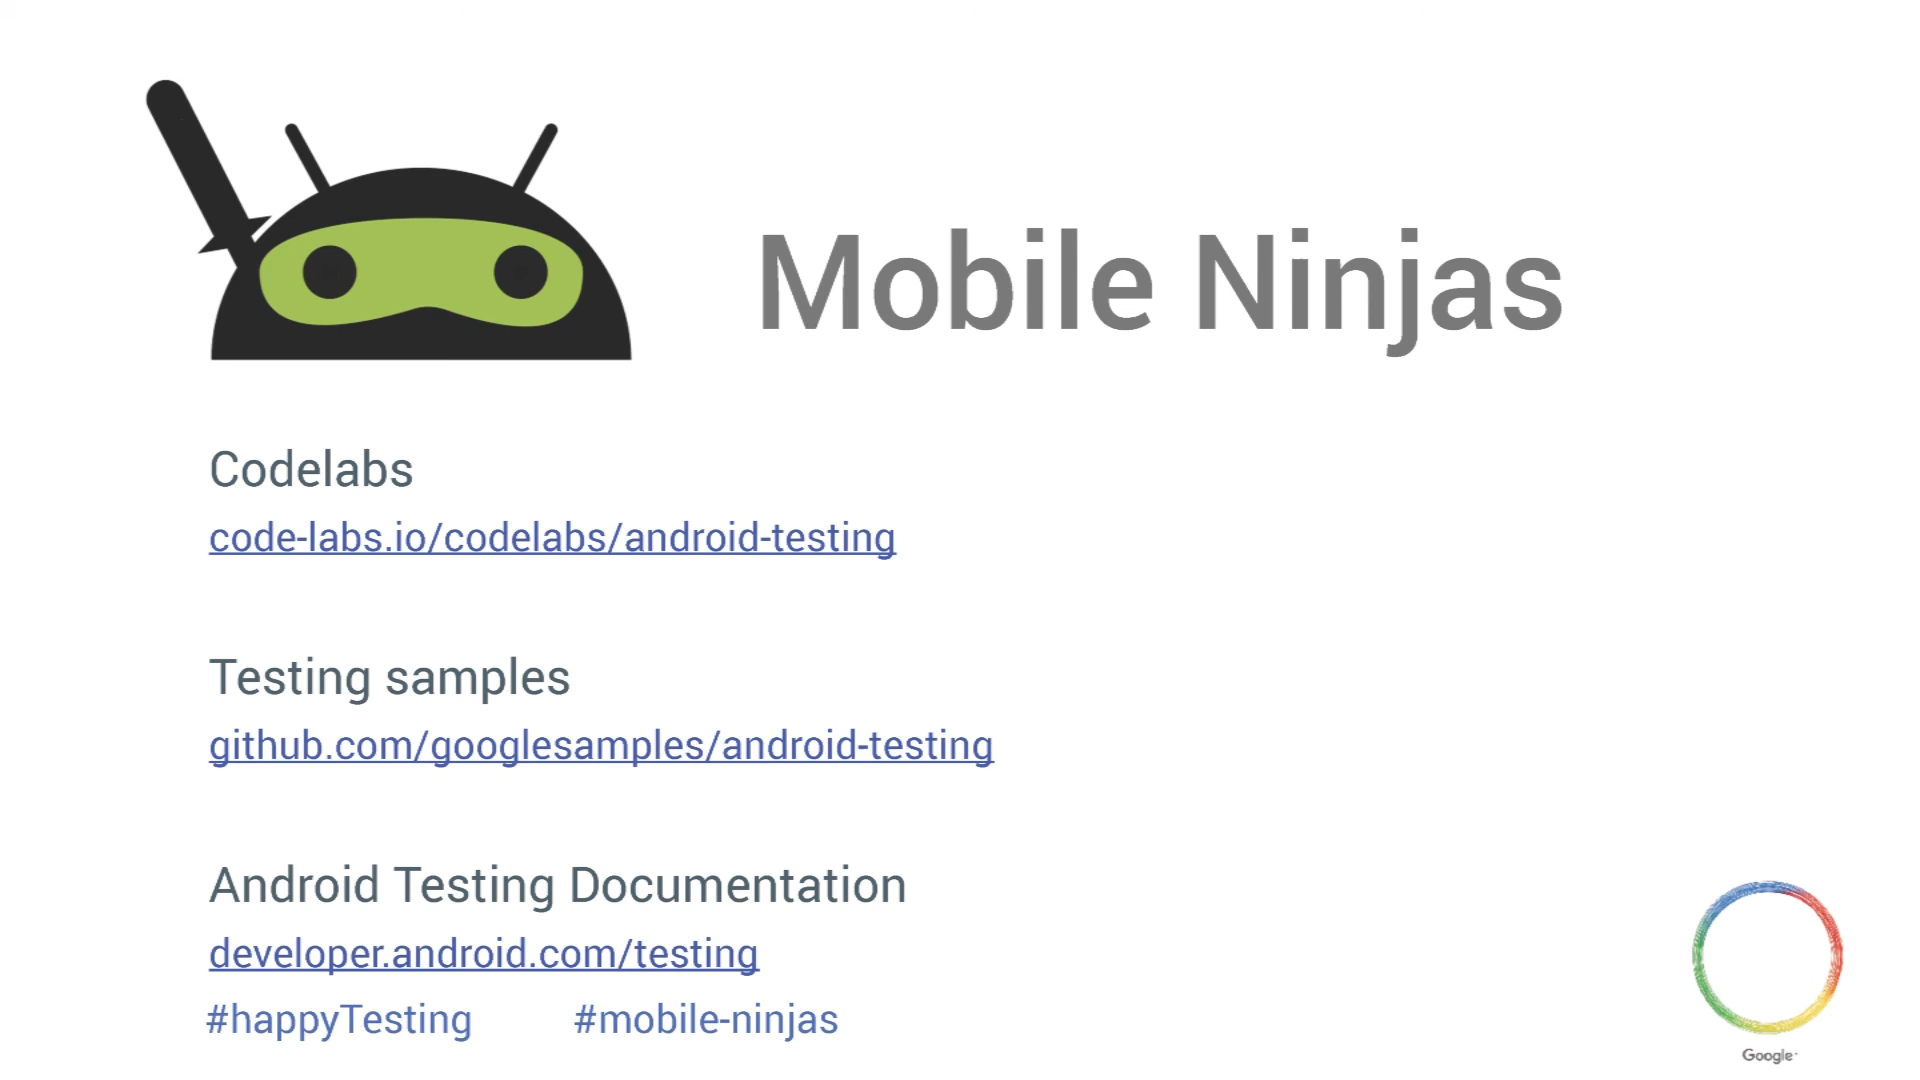 Mobile Ninjas
Codelabs
code-labs.io/codelabs/android-testing
Testing samples
github.com/googlesamples/android-testing
Android Testing Documentation
developer.android.com/testing
#happyTesting #mobile-ninjas
Google